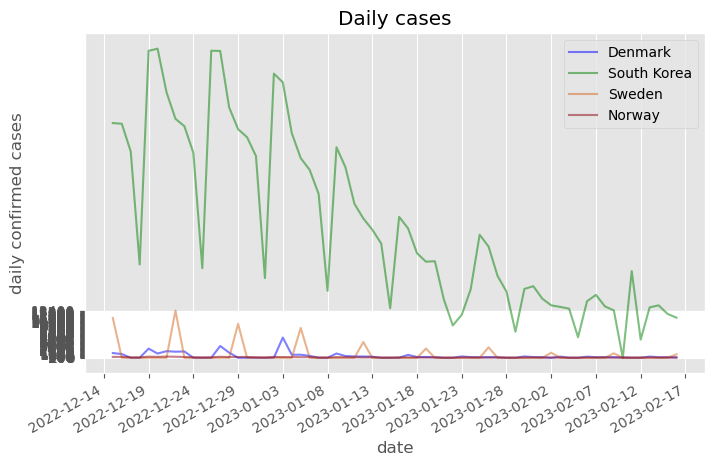 Daily cases
Denmark
South Korea
Sweden
Norway
daily confirmed cases
2022-12-14
2022-12-19
2022-12-24
2022-12-29
2023-01-03
2023-01-08
2023-01-13
2023-01-18
2023-01-23
2023-01-28
2023-02-02
2023-02-07
2023-02-12
2023-02-17
date